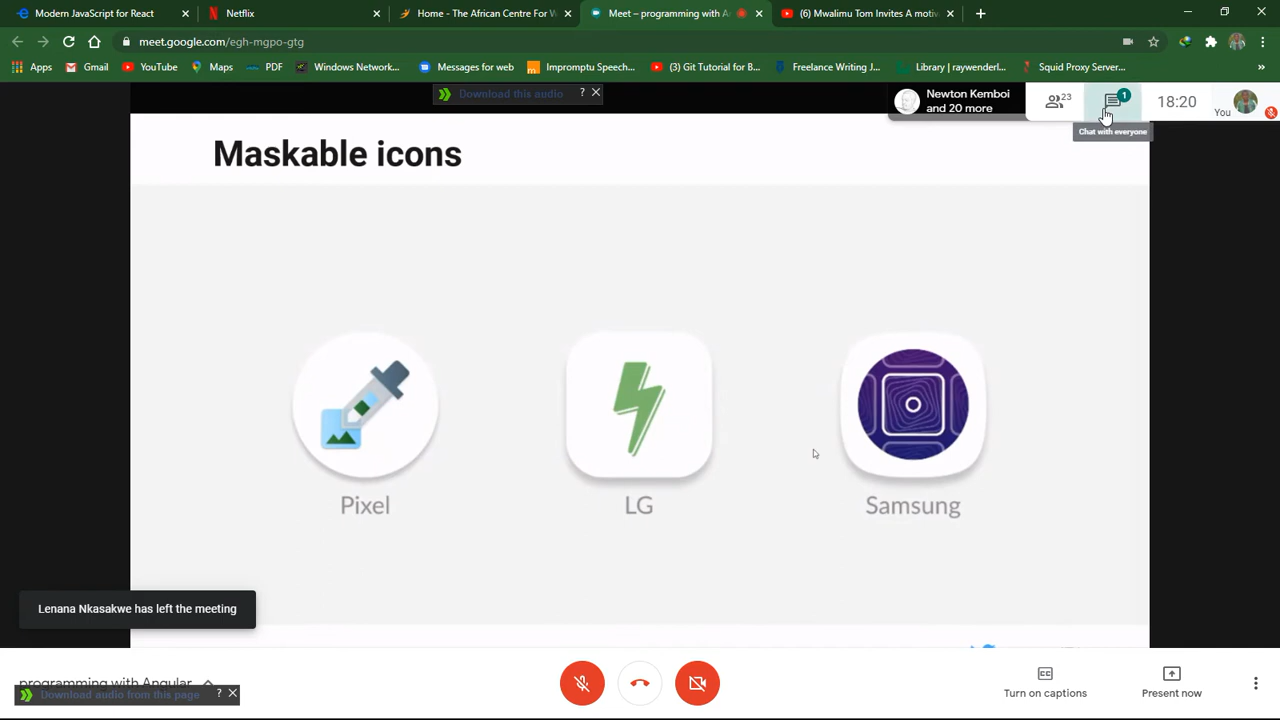 Modern JavaScript for React
Netflix
Home - The African Centre For W
Meet – programming with A
(6) Mwalimu Tom Invites A moti
meet.google.com/egh-mgpo-gtg
Apps
Gmail
YouTube
Maps
PDF
Windows Network...
Messages for web
Impromptu Speech...
(3) Git Tutorial for B...
Freelance Writing J...
Library | raywenderl...
Squid Proxy Server...
»
Download this audio
?
Newton Kemboi
and 20 more
23
1
18:20
You
Chat with everyone
Maskable icons
Pixel
LG
Samsung
Lenana Nkasakwe has left the meeting
programming with Angular
Download audio from this page
?
CC
Turn on captions
Present now